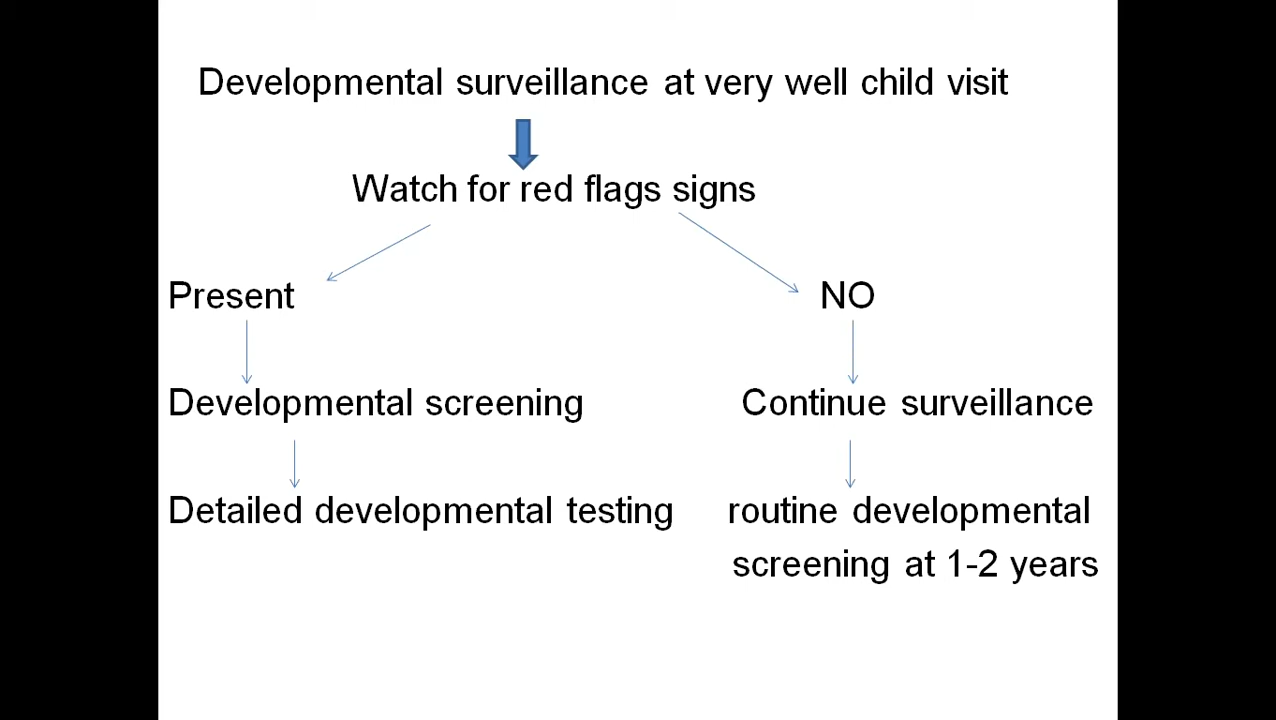 Developmental surveillance at very well child visit
Watch for red flags signs
Present
NO
Developmental screening
Continue surveillance
Detailed developmental testing
routine developmental
screening at 1-2 years